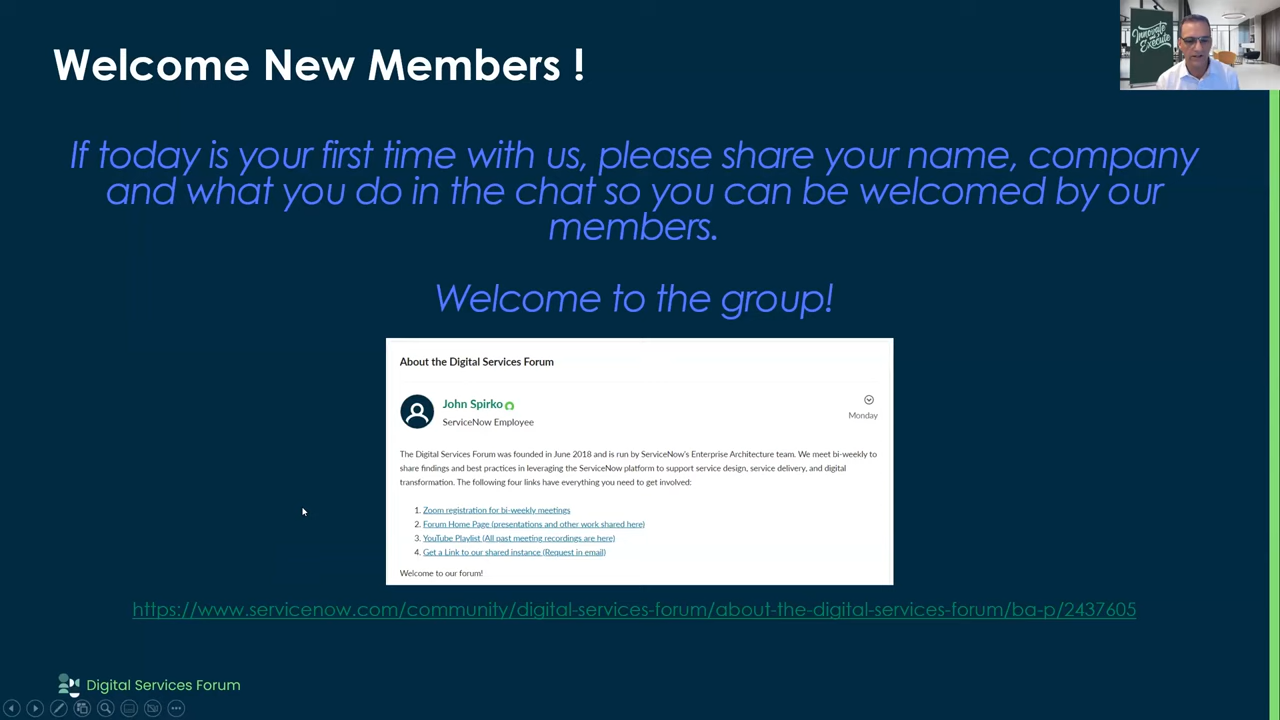 Welcome New Members !
Innovate
and
Execute
If today is your first time with us, please share your name, company
and what you do in the chat so you can be welcomed by our
members.
Welcome to the group!
About the Digital Services Forum
John Spirko
ServiceNow Employee
Monday
The Digital Services Forum was founded in June 2018 and is run by ServiceNow's Enterprise Architecture team. We meet bi-weekly to
share findings and best practices in leveraging the ServiceNow platform to support service design, service delivery, and digital
transformation. The following four links have everything you need to get involved:
1. Zoom registration for bi-weekly meetings
2. Forum Home Page (presentations and other work shared here)
3. YouTube Playlist (All past meeting recordings are here)
4. Get a Link to our shared instance (Request in email)
Welcome to our forum!
https://www.servicenow.com/community/digital-services-forum/about-the-digital-services-forum/ba-p/2437605
Digital Services Forum